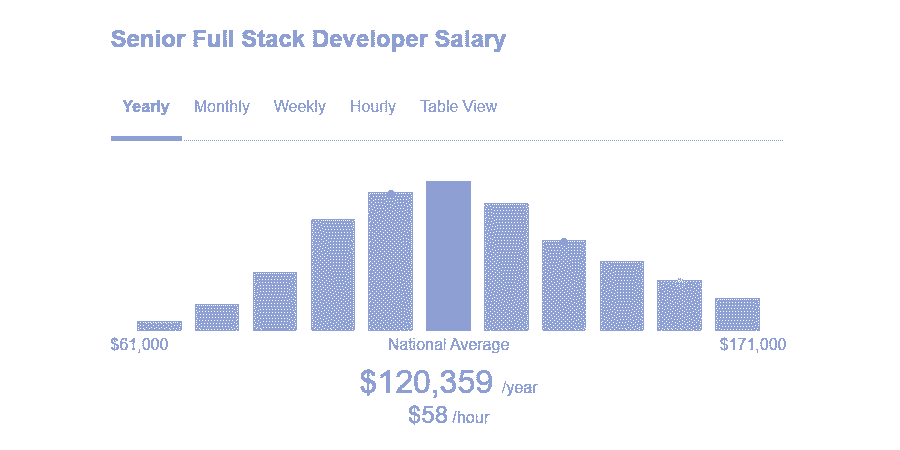 Senior Full Stack Developer Salary
Yearly Monthly Weekly Hourly Table View
$61,000 National Average $171,000
$120,359 /year
$58 /hour